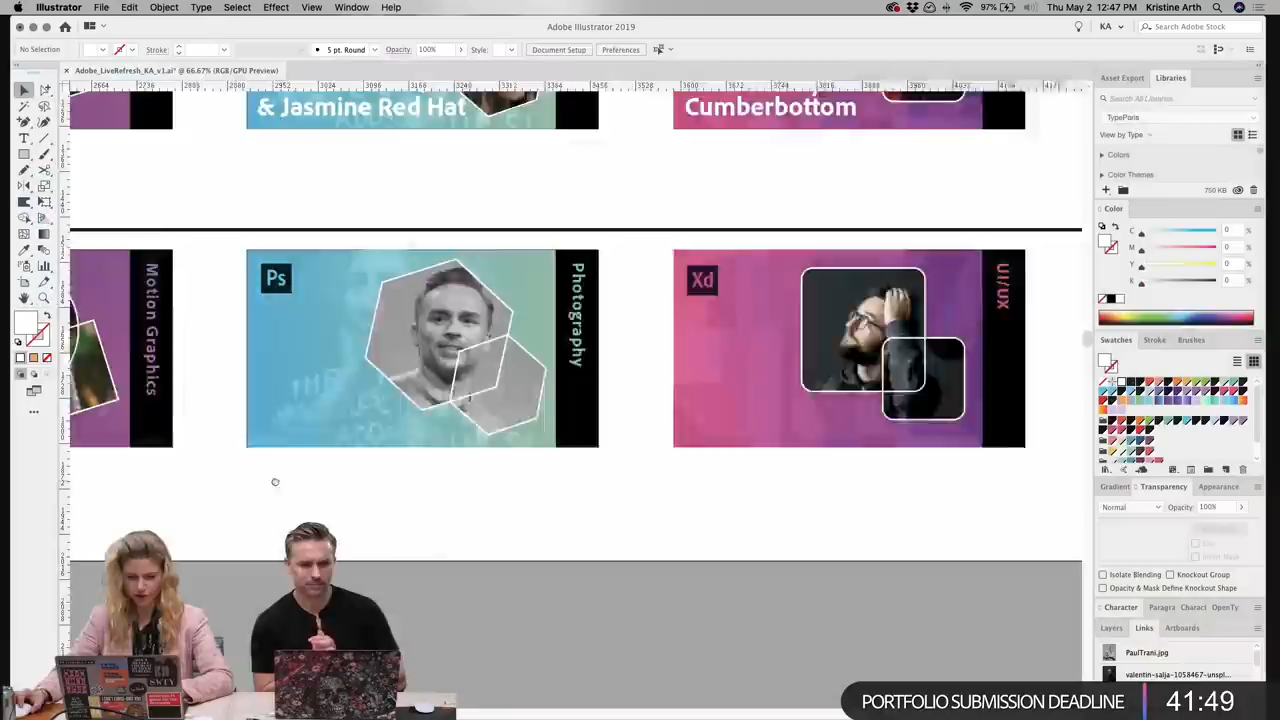 Illustrator File Edit Object Type Select Effect View Window Help
Thu May 2 12:47 PM Kristine Arth
Adobe Illustrator 2019
KA
Search Adobe Stock
No Selection
Stroke:
5 pt. Round
Opacity: 100%
Style:
Document Setup
Preferences
Adobe_LiveRefresh_KA_v1.ai* @ 66.67% (RGB/GPU Preview)
Asset Export Libraries
Search All Libraries
TypeParis
View by Type
Colors
Color Themes
750 KB
Color
C 0 %
M 0 %
Y 0 %
K 0 %
Swatches Stroke Brushes
Gradient Transparency Appearance
Normal Opacity: 100%
Isolate Blending Knockout Group
Opacity & Mask Define Knockout Shape
Character Paragra Charact OpenTy
Layers Links Artboards
PaulTrani.jpg
valentin-salja-1058467-unspl...
& Jasmine Red Hat
Cumberbottom
Motion Graphics
Ps
Photography
Xd
UI/UX
PORTFOLIO SUBMISSION DEADLINE 41:49